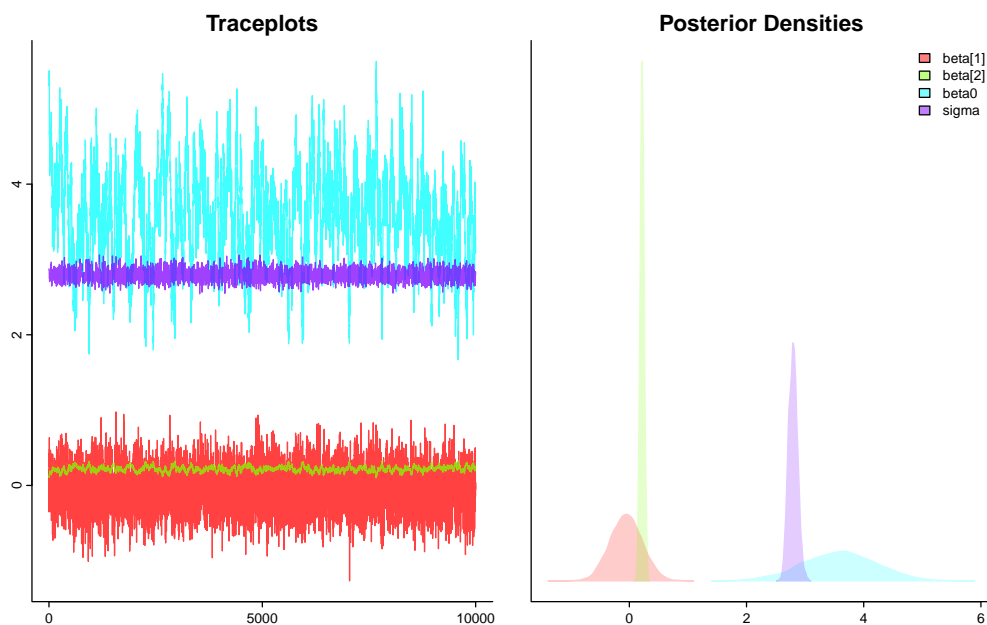 Traceplots
4
2
0
0 5000 10000
Posterior Densities
beta[1]
beta[2]
beta0
sigma
0 2 4 6